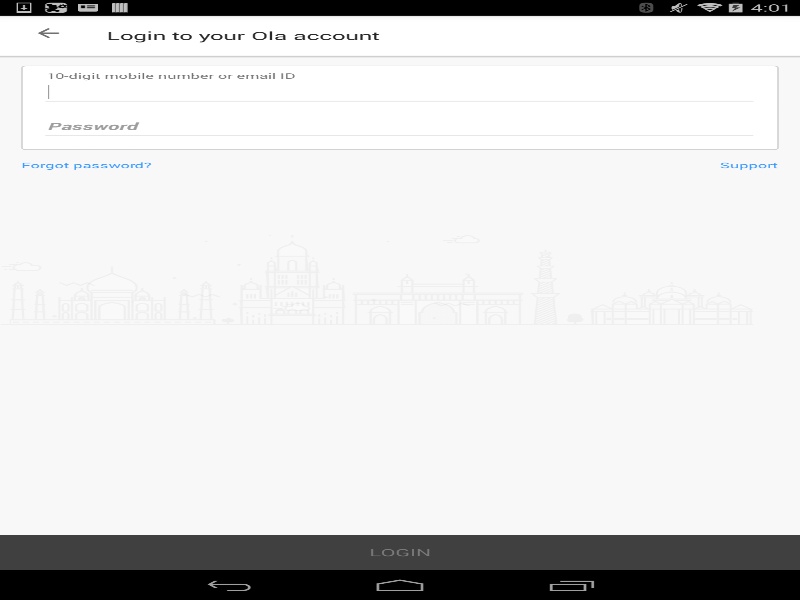 4:01
Login to your Ola account
10-digit mobile number or email ID
Password
Forgot password?
Support
LOGIN